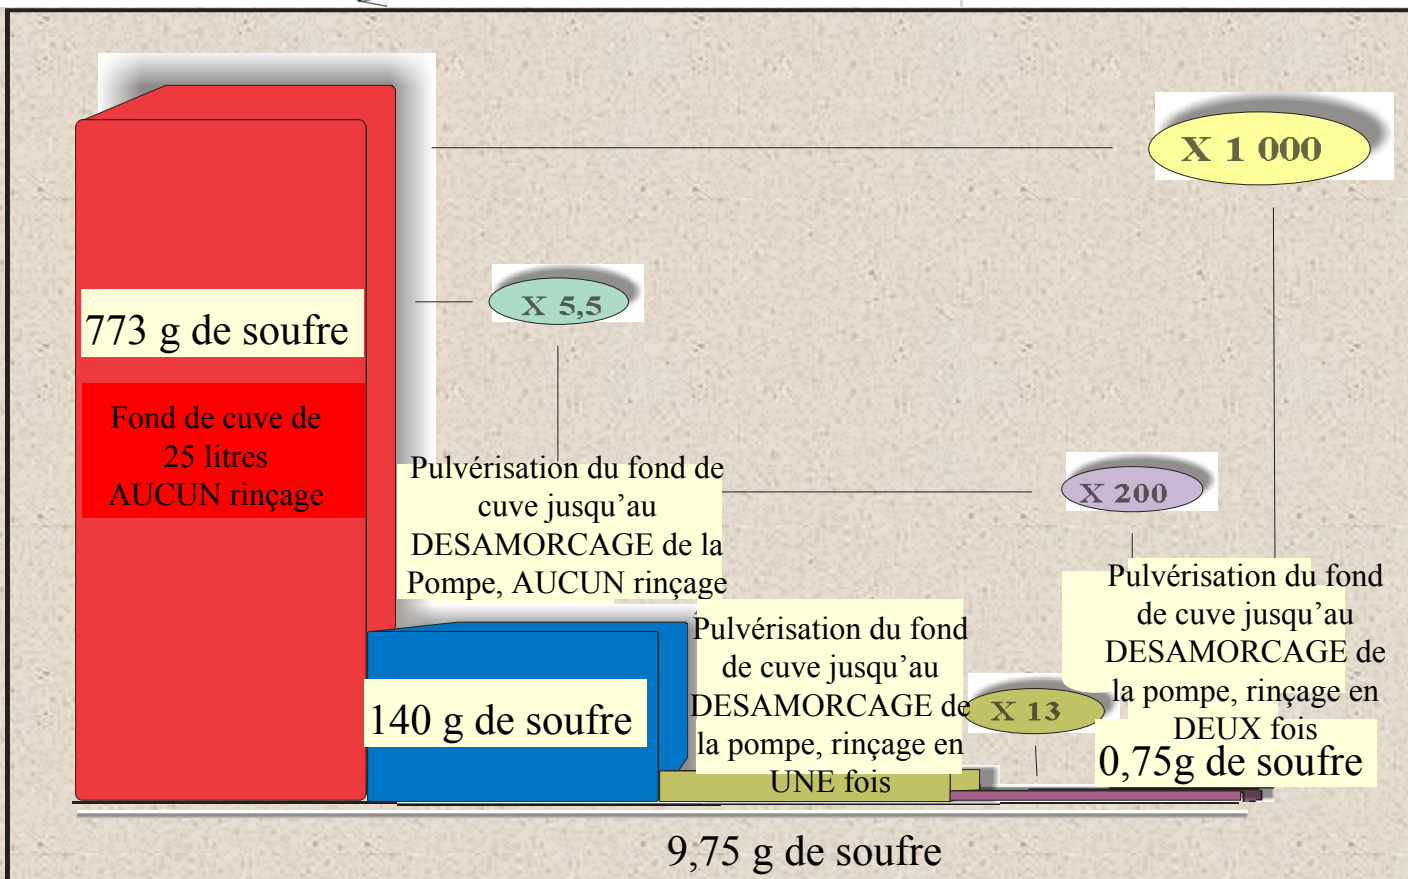 X 1 000
X 5,5
773 g de soufre
Fond de cuve de
25 litres
AUCUN rinçage
Pulvérisation du fond de
cuve jusqu’au
DESAMORCAGE de la
Pompe, AUCUN rinçage
X 200
140 g de soufre
Pulvérisation du fond
de cuve jusqu’au
DESAMORCAGE de
la pompe, rinçage en
UNE fois
X 13
Pulvérisation du fond
de cuve jusqu’au
DESAMORCAGE de
la pompe, rinçage en
DEUX fois
0,75g de soufre
9,75 g de soufre